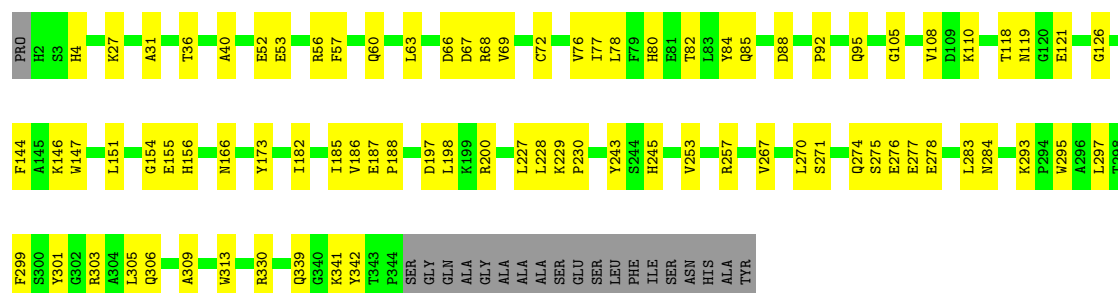 PRO H2 S3 H4 K27 A31 T36 A40 E52 E53 R56 F57 Q60 L63 D66 D67 R68 V69 C72 V76 I77 L78 F79 H80 E81 T82 L83 Y84 Q85 D88 P92 Q95 G105 V108 D109 K110 T118 N119 G120 E121 G126
F144 A145 K146 W147 L151 G154 E155 H156 N166 Y173 I182 I185 V186 E187 P188 D197 L198 K199 R200 L227 L228 K229 P230 Y243 S244 H245 V253 R257 V267 L270 S271 Q274 S275 E276 E277 E278 L283 N284 K293 P294 W295 A296 L297 T298
F299 S300 Y301 G302 R303 A304 L305 Q306 A309 W313 R330 Q339 G340 K341 Y342 T343 P344 SER GLY GLN ALA GLY ALA ALA ALA SER GLU SER LEU PHE ILE SER ASN HIS ALA TYR